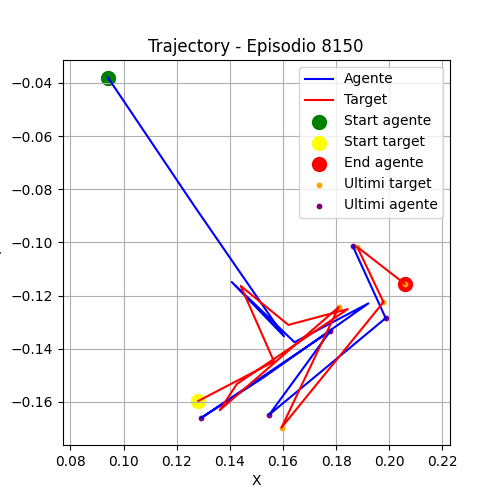 Trajectory - Episodio 8150
Agente
Target
Start agente
Start target
End agente
Ultimi target
Ultimi agente
−0.04
−0.06
−0.08
−0.10
−0.12
−0.14
−0.16
0.08 0.10 0.12 0.14 0.16 0.18 0.20 0.22
X